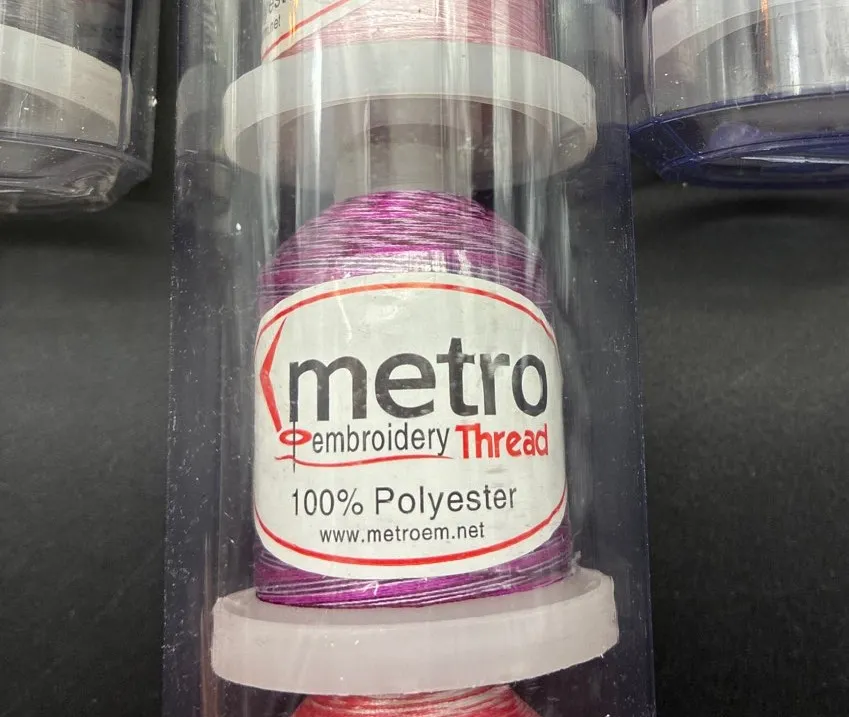 metro
embroidery Thread
100% Polyester
www.metroem.net